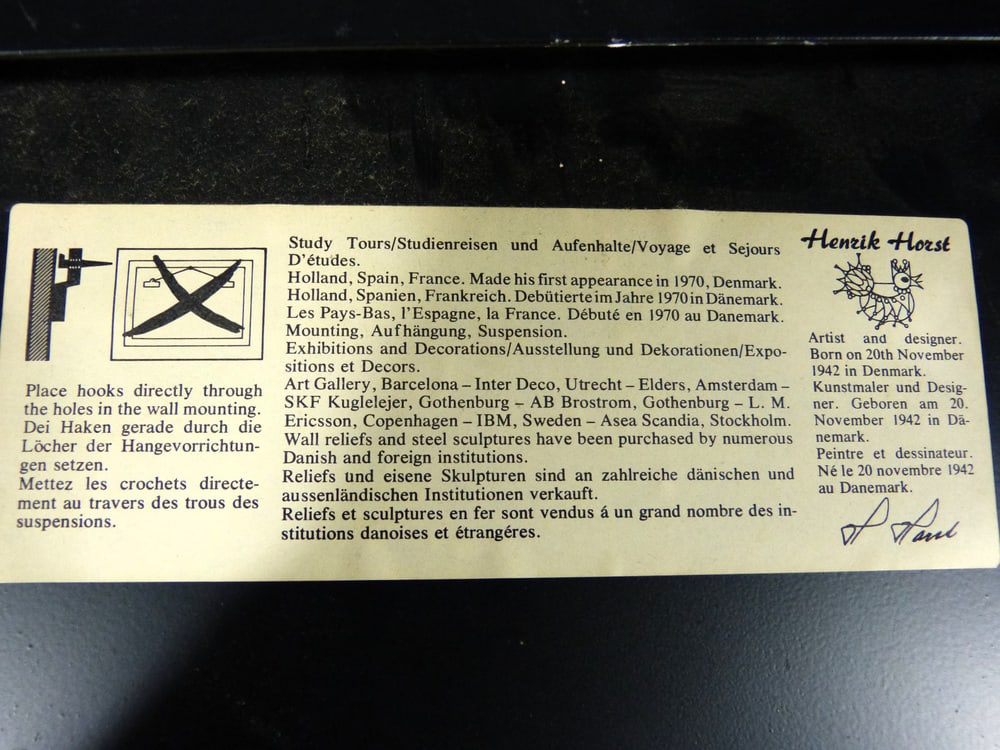 Place hooks directly through
the holes in the wall mounting.
Dei Haken gerade durch die
Löcher der Hangevorrichtun-
gen setzen.
Mettez les crochets directe-
ment au travers des trous des
suspensions.
Study Tours/Studienreisen und Aufenhalte/Voyage et Sejours
D'études.
Holland, Spain, France. Made his first appearance in 1970, Denmark.
Holland, Spanien, Frankreich. Debütierte im Jahre 1970 in Dänemark.
Les Pays-Bas, l'Espagne, la France. Débuté en 1970 au Danemark.
Mounting, Aufhängung, Suspension.
Exhibitions and Decorations/Ausstellung und Dekorationen/Expo-
sitions et Decors.
Art Gallery, Barcelona – Inter Deco, Utrecht – Elders, Amsterdam –
SKF Kuglelejer, Gothenburg – AB Brostrom, Gothenburg – L. M.
Ericsson, Copenhagen – IBM, Sweden – Asea Scandia, Stockholm.
Wall reliefs and steel sculptures have been purchased by numerous
Danish and foreign institutions.
Reliefs und eisene Skulpturen sind an zahlreiche dänischen und
aussenländischen Institutionen verkauft.
Reliefs et sculptures en fer sont vendus á un grand nombre des in-
stitutions danoises et étrangéres.
Henrik Horst
Artist and designer.
Born on 20th November
1942 in Denmark.
Kunstmaler und Desig-
ner. Geboren am 20.
November 1942 in Dä-
nemark.
Peintre et dessinateur.
Né le 20 novembre 1942
au Danemark.